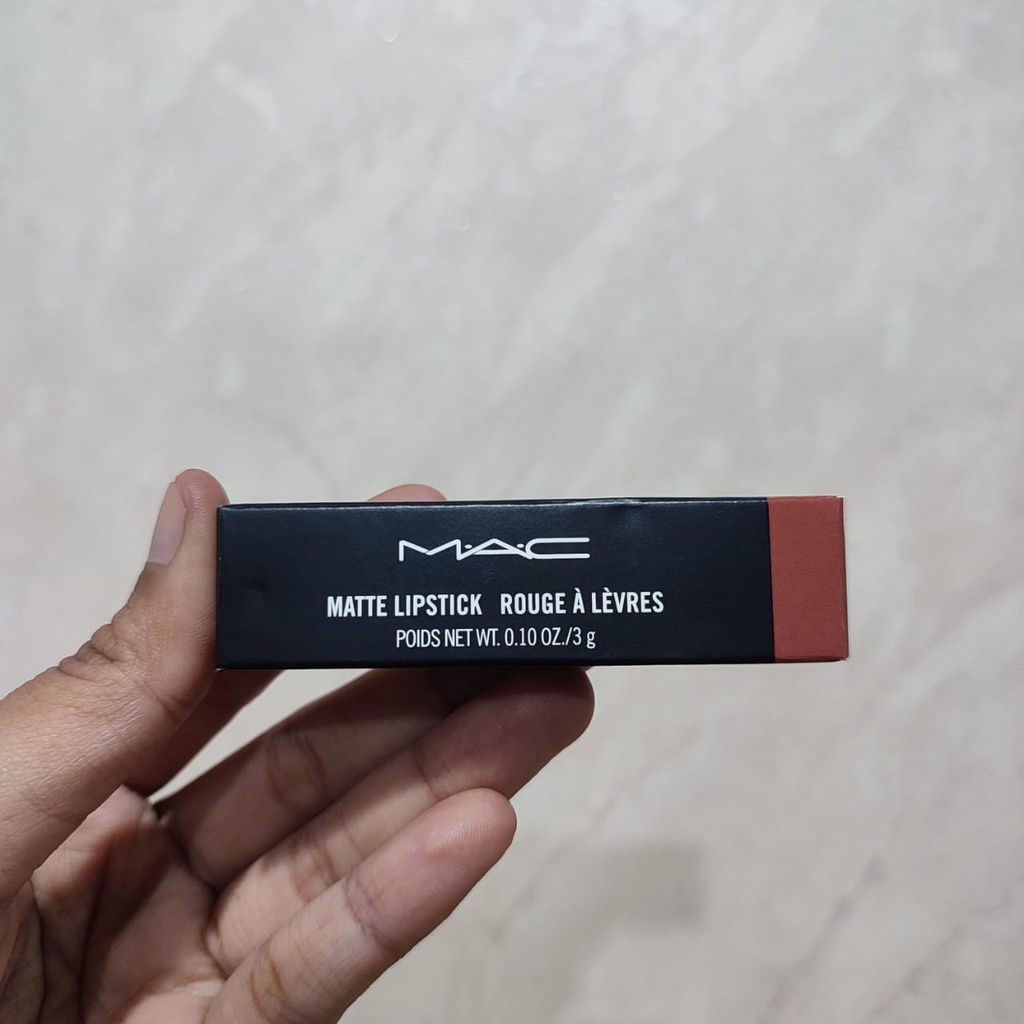 M·A·C
MATTE LIPSTICK ROUGE À LÈVRES
POIDS NET WT. 0.10 OZ./3 g